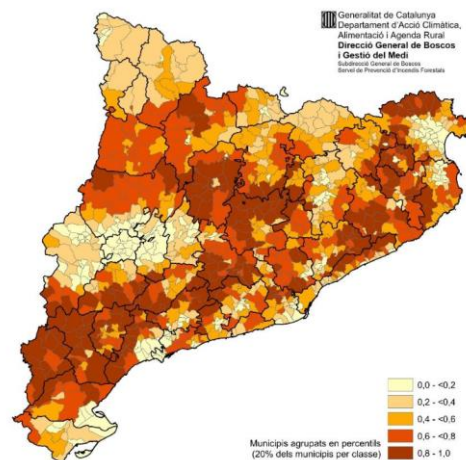 Generalitat de Catalunya
Departament d'Acció Climàtica,
Alimentació i Agenda Rural
Direcció General de Boscos
i Gestió del Medi
Subdirecció General de Boscos
Servei de Prevenció d'Incendis Forestals
0,0 - <0,2
0,2 - <0,4
0,4 - <0,6
0,6 - <0,8
0,8 - 1,0
Municipis agrupats en percentils
(20% dels municipis per classe)